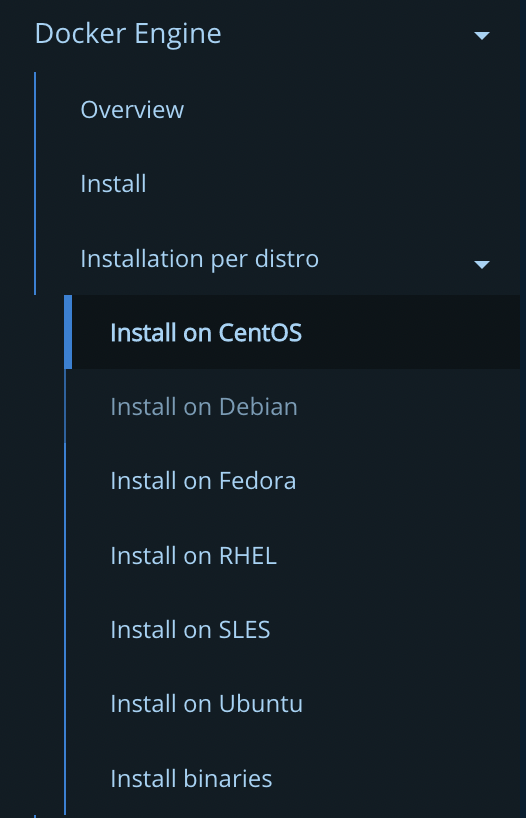 Docker Engine
Overview
Install
Installation per distro
Install on CentOS
Install on Debian
Install on Fedora
Install on RHEL
Install on SLES
Install on Ubuntu
Install binaries